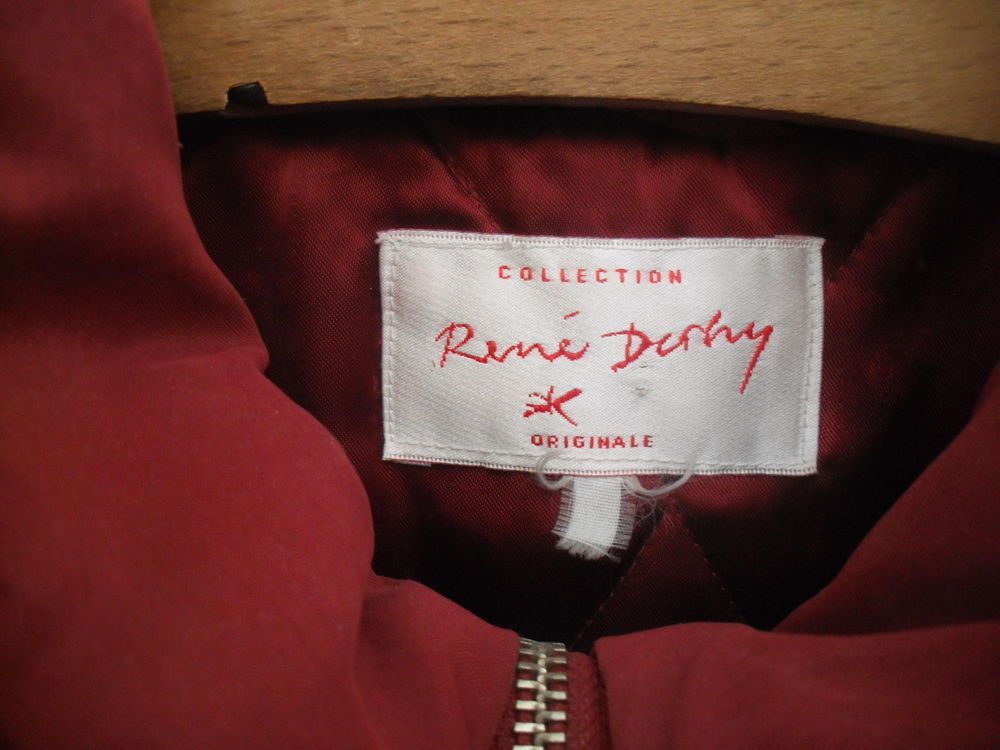 COLLECTION
René Derhy
ORIGINALE